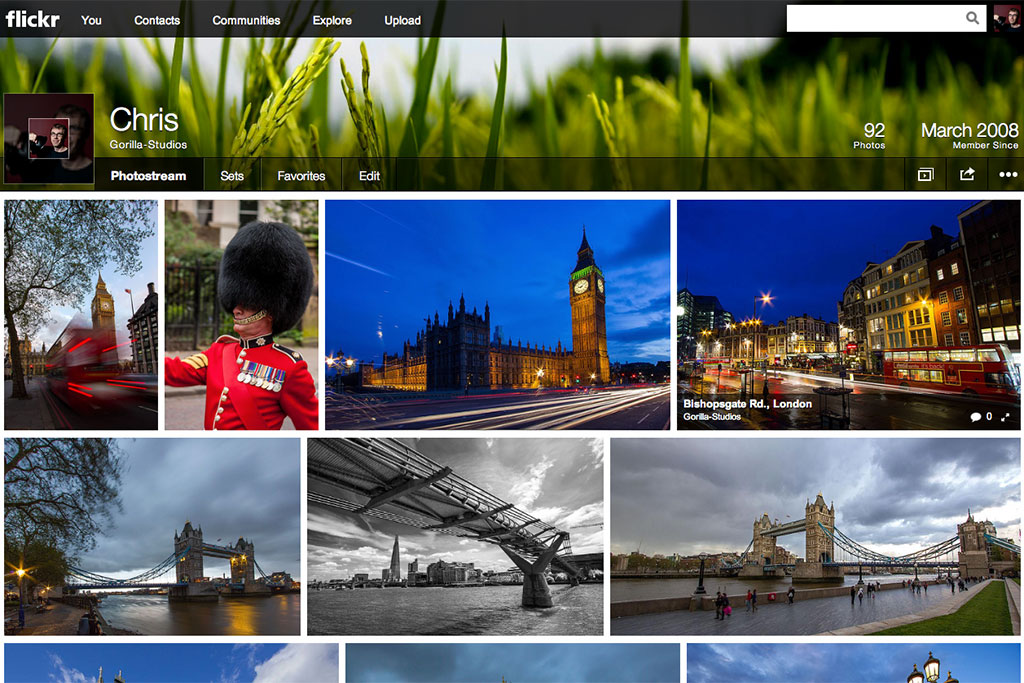 flickr You Contacts Communities Explore Upload
Chris
Gorilla-Studios
92
Photos
March 2008
Member Since
Photostream Sets Favorites Edit
Bishopsgate Rd., London
Gorilla-Studios
0